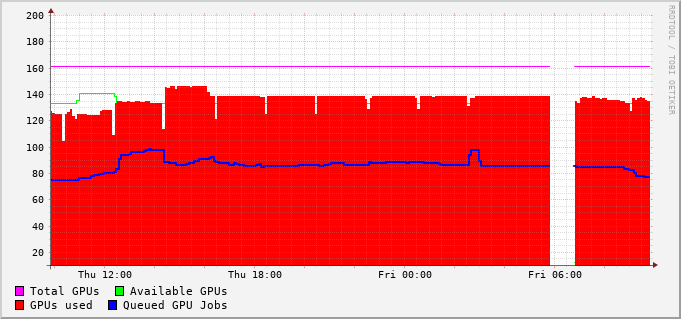 200
180
160
140
120
100
80
60
40
20
Thu 12:00 Thu 18:00 Fri 00:00 Fri 06:00
Total GPUs Available GPUs
GPUs used Queued GPU Jobs
RRDTOOL / TOBI OETIKER